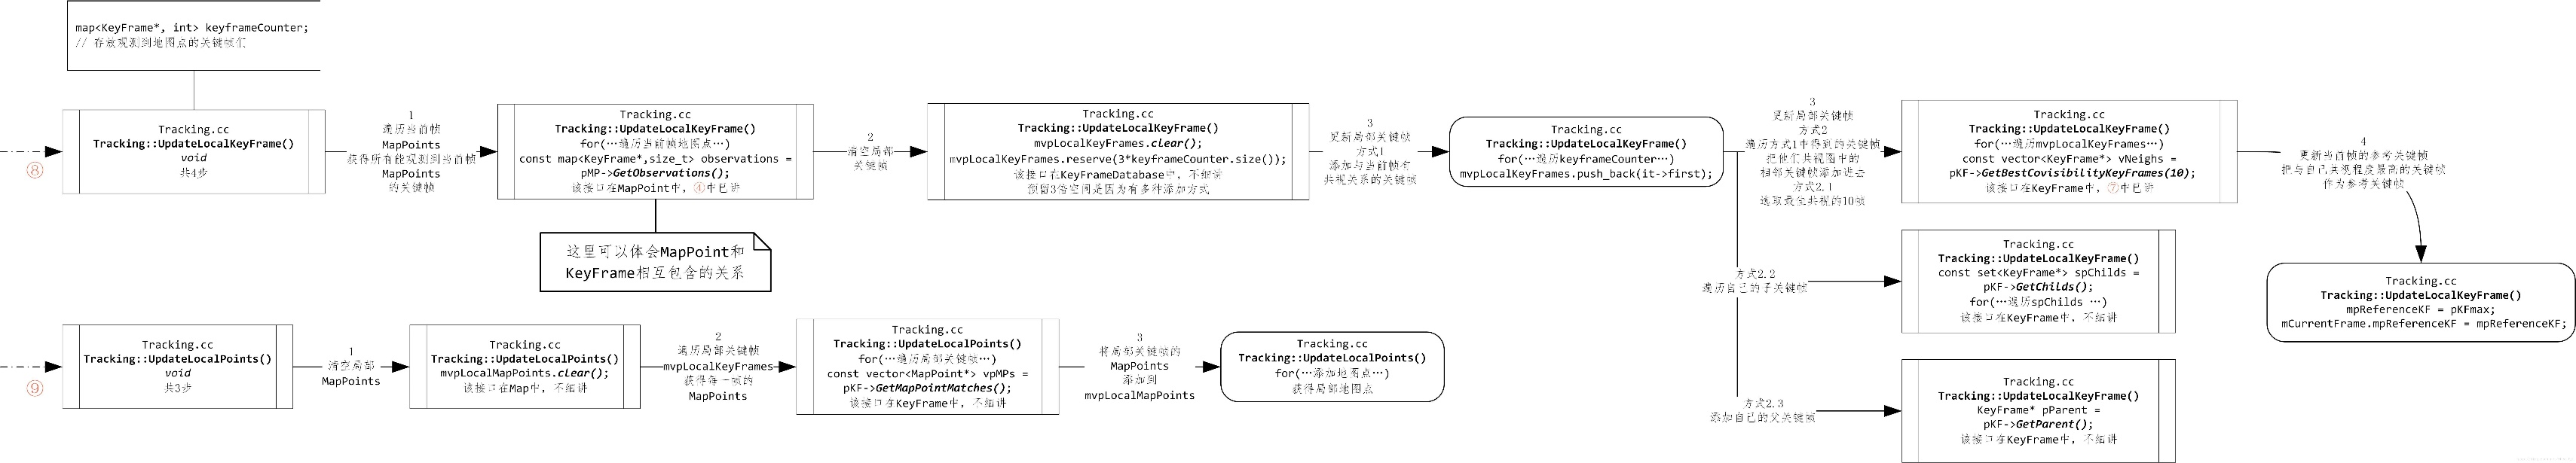 map<KeyFrame*, int> keyframeCounter;
// 存放观测到地图点的关键帧们
⑧
Tracking.cc
Tracking::UpdateLocalKeyFrame()
void
共4步
1
遍历当前帧
MapPoints
获得所有能观测到当前帧
MapPoints
的关键帧
Tracking.cc
Tracking::UpdateLocalKeyFrame()
for(…遍历当前帧地图点…)
const map<KeyFrame*,size_t> observations =
pMP->GetObservations();
该接口在MapPoint中, ④中已讲
这里可以体会MapPoint和
KeyFrame相互包含的关系
2
清空局部
关键帧
Tracking.cc
Tracking::UpdateLocalKeyFrame()
mvpLocalKeyFrames.clear();
mvpLocalKeyFrames.reserve(3*keyframeCounter.size());
该接口在KeyFrameDatabase中, 不细讲
预留3倍空间是因为有多种添加方式
3
更新局部关键帧
方式1
添加与当前帧有
共视关系的关键帧
Tracking.cc
Tracking::UpdateLocalKeyFrame()
for(…遍历keyframeCounter…)
mvpLocalKeyFrames.push_back(it->first);
3
更新局部关键帧
方式2
遍历方式1中得到的关键帧
把他们共视图中的
相邻关键帧添加进去
方式2.1
选取最佳共视的10帧
Tracking.cc
Tracking::UpdateLocalKeyFrame()
for(…遍历mvpLocalKeyFrames…)
const vector<KeyFrame*> vNeighs =
pKF->GetBestCovisibilityKeyFrames(10);
该接口在KeyFrame中, ⑦中已讲
方式2.2
遍历自己的子关键帧
Tracking.cc
Tracking::UpdateLocalKeyFrame()
const set<KeyFrame*> spChilds =
pKF->GetChilds();
for(…遍历spChilds …)
该接口在KeyFrame中, 不细讲
方式2.3
添加自己的父关键帧
Tracking.cc
Tracking::UpdateLocalKeyFrame()
KeyFrame* pParent =
pKF->GetParent();
该接口在KeyFrame中, 不细讲
4
更新当前帧的参考关键帧
把与自己共视程度最高的关键帧
作为参考关键帧
Tracking.cc
Tracking::UpdateLocalKeyFrame()
mpReferenceKF = pKFmax;
mCurrentFrame.mpReferenceKF = mpReferenceKF;
⑨
Tracking.cc
Tracking::UpdateLocalPoints()
void
共3步
1
清空局部
MapPoints
Tracking.cc
Tracking::UpdateLocalPoints()
mvpLocalMapPoints.clear();
该接口在Map中, 不细讲
2
遍历局部关键帧
mvpLocalKeyFrames
获得每一帧的
MapPoints
Tracking.cc
Tracking::UpdateLocalPoints()
for(…遍历局部关键帧…)
const vector<MapPoint*> vpMPs =
pKF->GetMapPointMatches();
该接口在KeyFrame中, 不细讲
3
将局部关键帧的
MapPoints
添加到
mvpLocalMapPoints
Tracking.cc
Tracking::UpdateLocalPoints()
for(…添加地图点…)
获得局部地图点